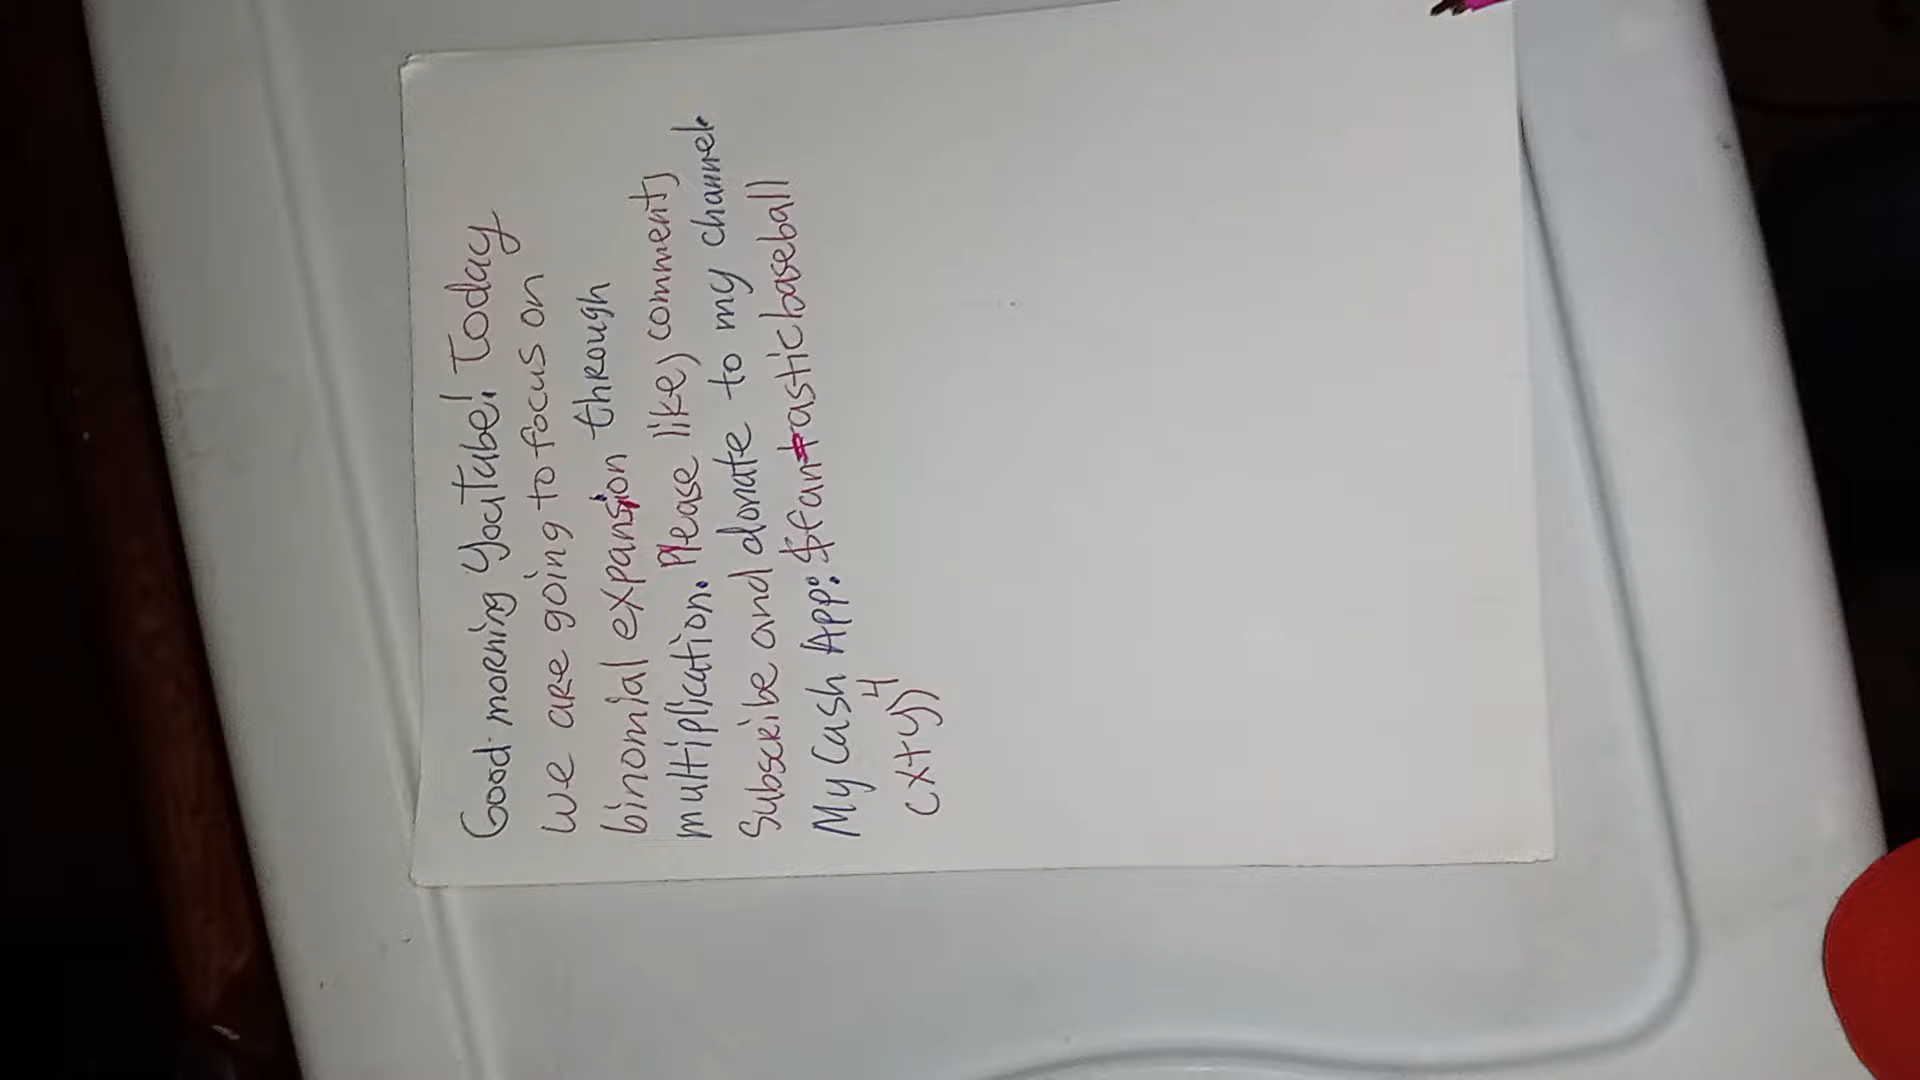 Good morning YouTube! Today
we are going to focus on
binomial expansion through
multiplication. Please like, comment,
Subscribe and donate to my channel.
My Cash App: $fantasticbaseball
(x+y)⁴